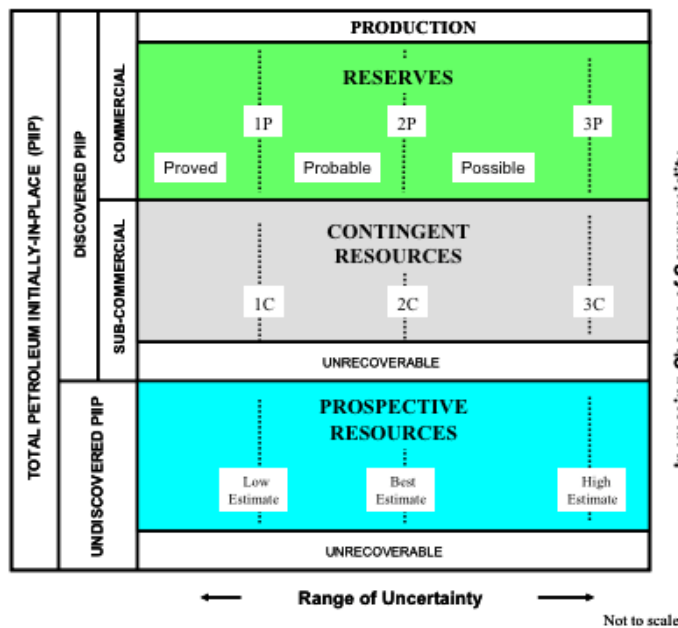 TOTAL PETROLEUM INITIALLY-IN-PLACE (PIIP)
DISCOVERED PIIP
UNDISCOVERED PIIP
COMMERCIAL
SUB-COMMERCIAL
PRODUCTION
RESERVES
1P
2P
3P
Proved
Probable
Possible
CONTINGENT
RESOURCES
1C
2C
3C
UNRECOVERABLE
PROSPECTIVE
RESOURCES
Low
Estimate
Best
Estimate
High
Estimate
UNRECOVERABLE
Range of Uncertainty
Not to scale